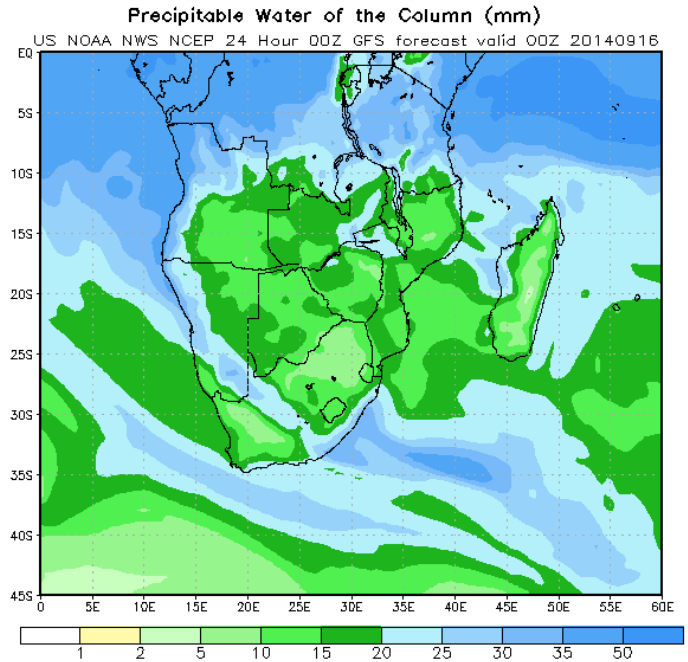 Precipitable Water of the Column (mm)
US NOAA NWS NCEP 24 Hour 00Z GFS forecast valid 00Z 20140916
EQ
5S
10S
15S
20S
25S
30S
35S
40S
45S
0 5E 10E 15E 20E 25E 30E 35E 40E 45E 50E 55E 60E
1 2 5 10 15 20 25 30 35 50